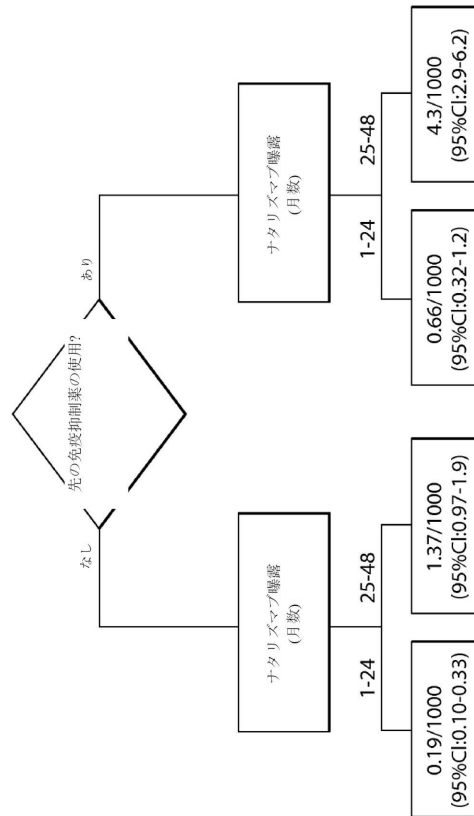 先の免疫抑制薬の使用?
なし
あり
ナタリズマブ曝露
(月数)
ナタリズマブ曝露
(月数)
1-24
25-48
1-24
25-48
0.19/1000
(95%CI:0.10-0.33)
1.37/1000
(95%CI:0.97-1.9)
0.66/1000
(95%CI:0.32-1.2)
4.3/1000
(95%CI:2.9-6.2)